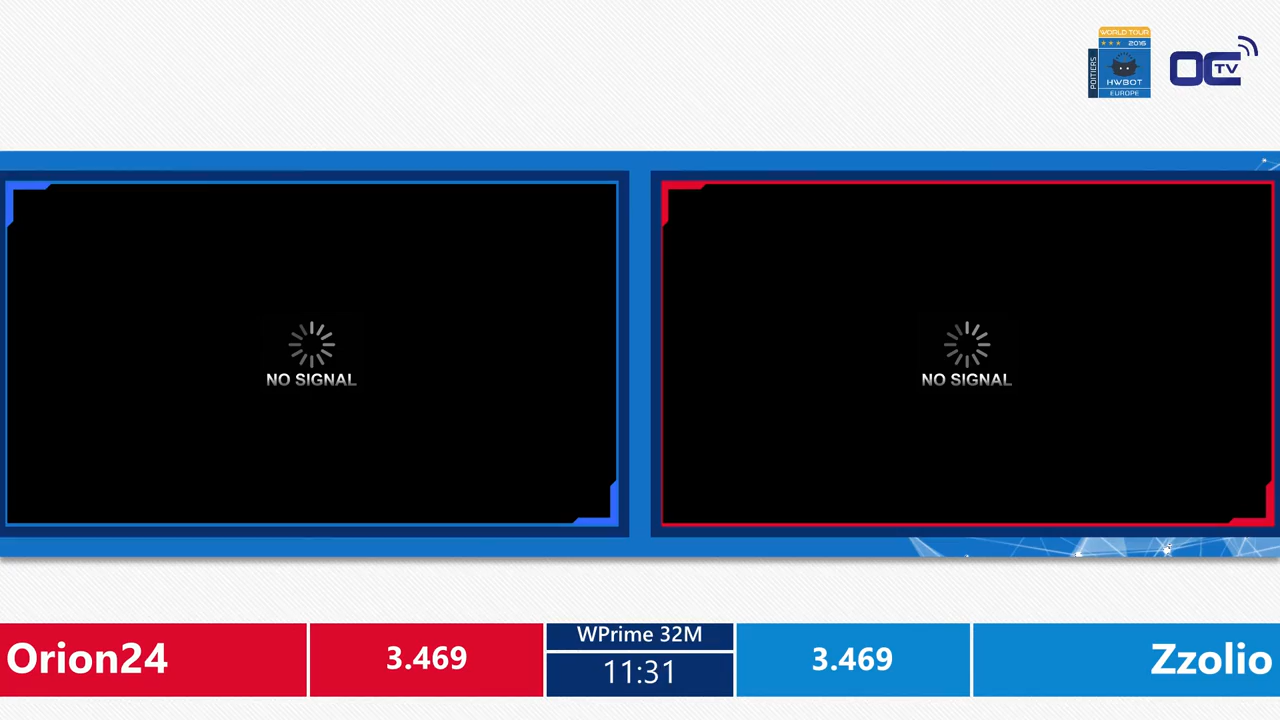 WORLD TOUR
2016
POITIERS
HWBOT
EUROPE
OC
TV
NO SIGNAL
NO SIGNAL
Orion24
3.469
WPrime 32M
11:31
3.469
Zzolio